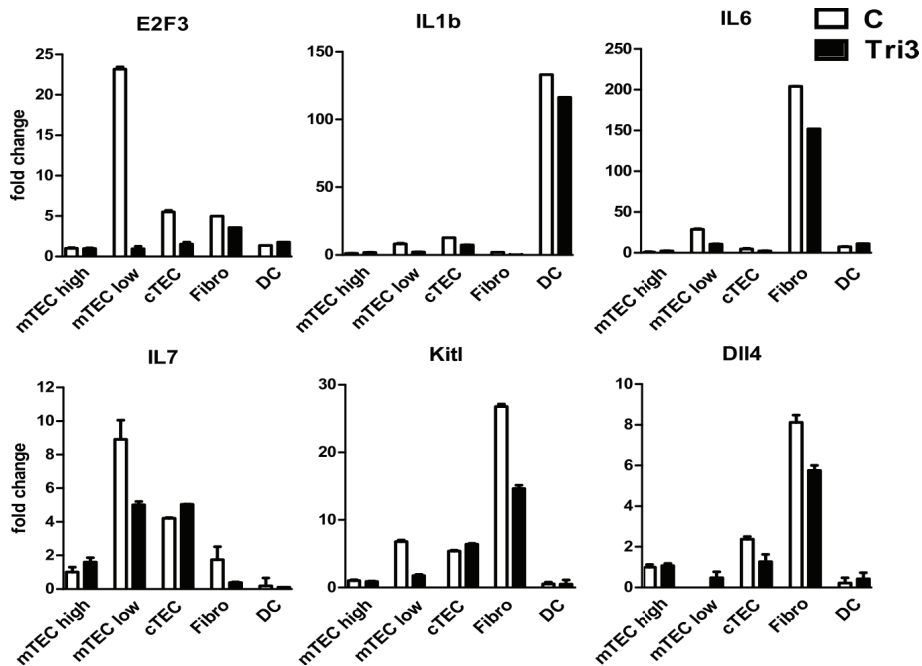 E2F3
IL1b
IL6
C
Tri3
fold change
25
20
15
10
5
0
mTEC high
mTEC low
cTEC
Fibro
DC
150
100
50
0
mTEC high
mTEC low
cTEC
Fibro
DC
250
200
150
100
50
0
mTEC high
mTEC low
cTEC
Fibro
DC
IL7
Kitl
Dll4
fold change
12
10
8
6
4
2
0
mTEC high
mTEC low
cTEC
Fibro
DC
30
20
10
0
mTEC high
mTEC low
cTEC
Fibro
DC
10
8
6
4
2
0
mTEC high
mTEC low
cTEC
Fibro
DC